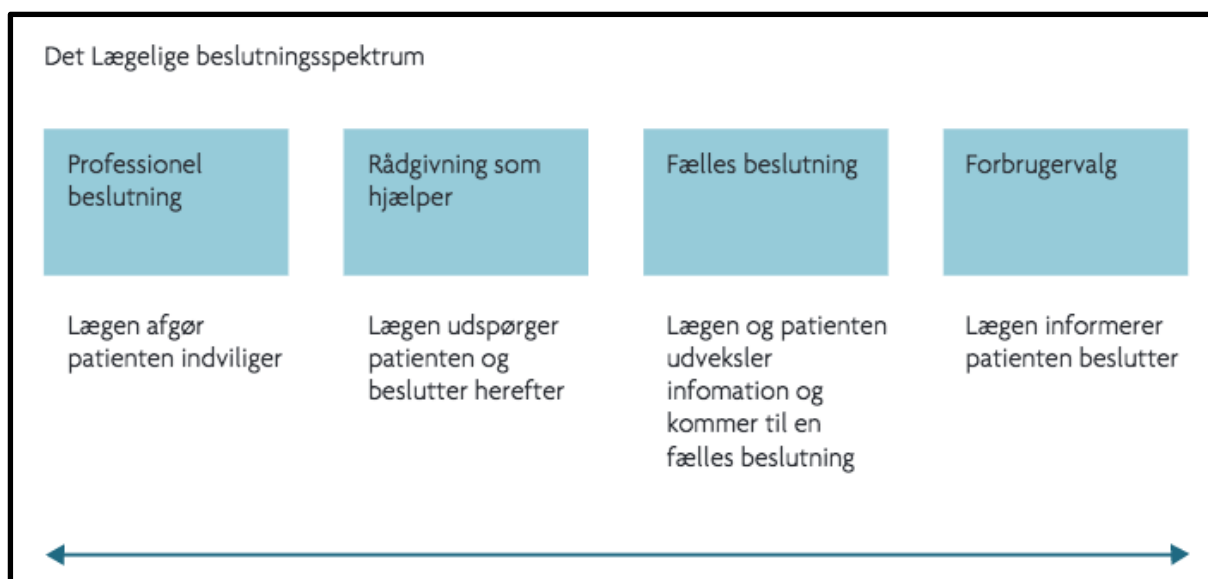 Det Lægelige beslutningsspektrum
Professionel
beslutning
Lægen afgør
patienten indviliger
Rådgivning som
hjælper
Lægen udspørger
patienten og
beslutter herefter
Fælles beslutning
Lægen og patienten
udveksler
infomation og
kommer til en
fælles beslutning
Forbrugervalg
Lægen informerer
patienten beslutter